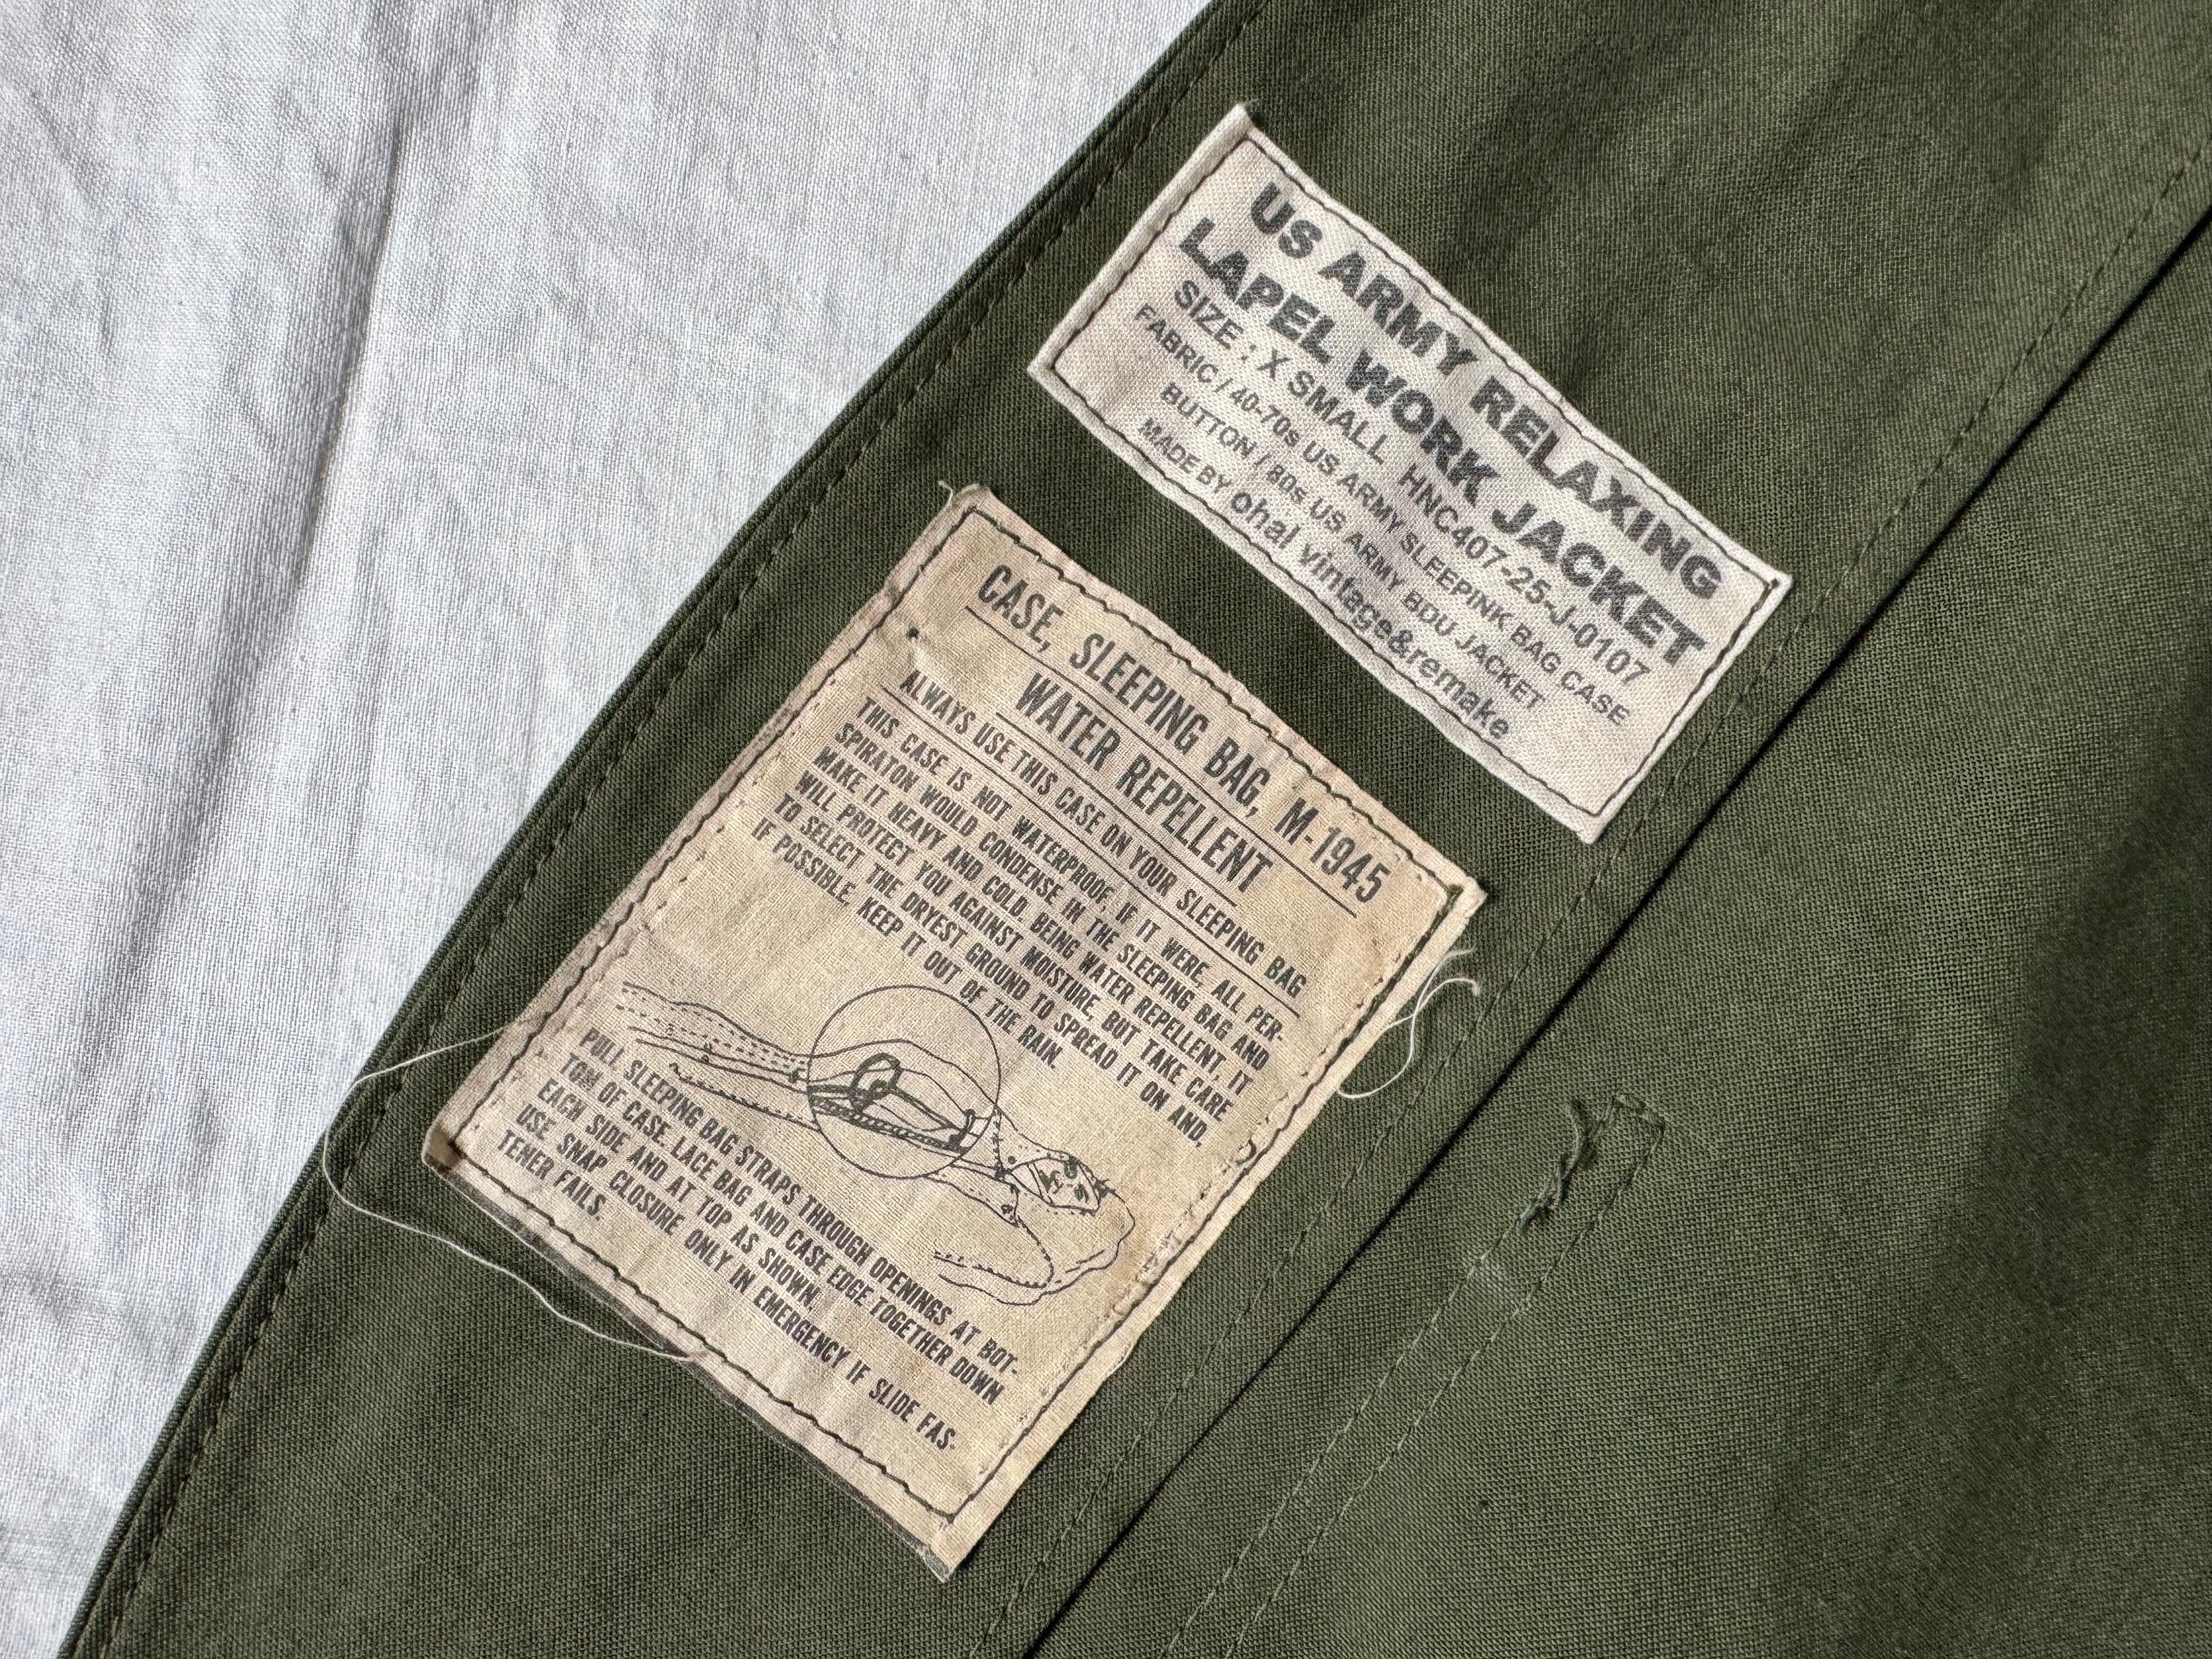 US ARMY RELAXING
LAPEL WORK JACKET
SIZE : X SMALL HNC407-25-J-0107
FABRIC / 40-70s US ARMY SLEEPINK BAG CASE
BUTTON / 80s US ARMY BDU JACKET
MADE BY ohal vintage&remake
CASE, SLEEPING BAG, M-1945
WATER REPELLENT
ALWAYS USE THIS CASE ON YOUR SLEEPING BAG
THIS CASE IS NOT WATERPROOF, IF IT WERE, ALL PER-
SPIRATON WOULD CONDENSE IN THE SLEEPING BAG AND
MAKE IT HEAVY AND COLD. BEING WATER REPELLENT, IT
WILL PROTECT YOU AGAINST MOISTURE, BUT TAKE CARE
TO SELECT THE DRYEST GROUND TO SPREAD IT ON AND,
IF POSSIBLE, KEEP IT OUT OF THE RAIN.
PULL SLEEPING BAG STRAPS THROUGH OPENINGS AT BOT-
TOM OF CASE. LACE BAG AND CASE EDGE TOGETHER DOWN
EACH SIDE AND AT TOP AS SHOWN.
USE SNAP CLOSURE ONLY IN EMERGENCY IF SLIDE FAS-
TENER FAILS.